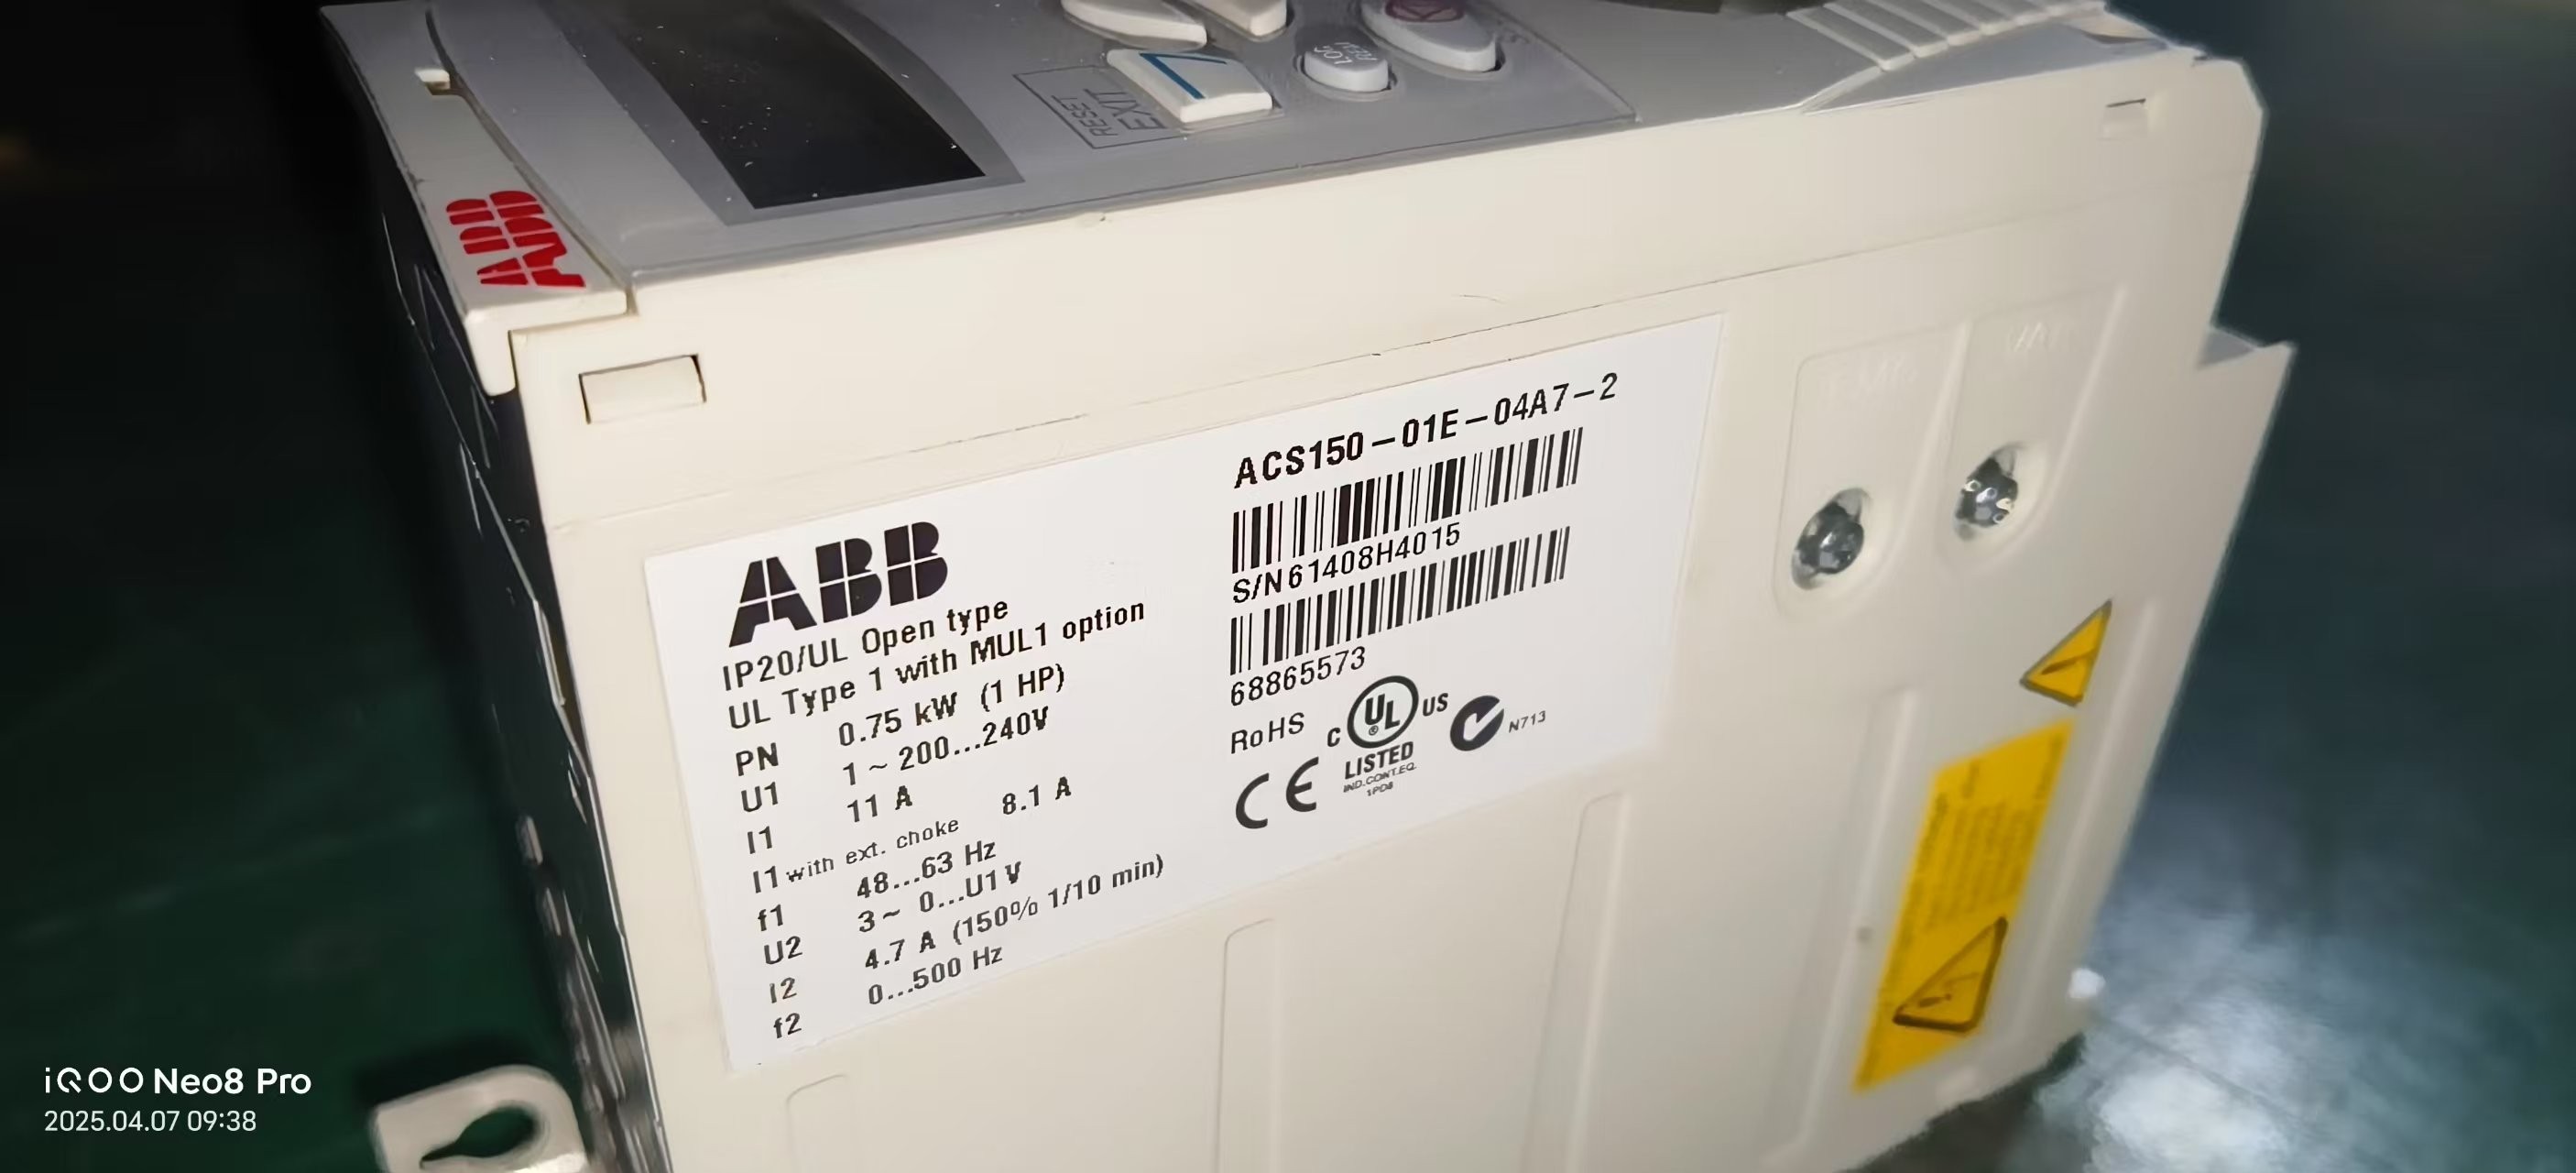 RESET
EXIT
LOC
REM
ABB
ABB
IP20/UL Open type
UL Type 1 with MUL1 option
PN 0.75 kW (1 HP)
U1 1 ~ 200...240V
I1 11 A
I1 with ext. choke 8.1 A
f1 48...63 Hz
U2 3 ~ 0...U1 V
I2 4.7 A (150% 1/10 min)
f2 0...500 Hz
ACS150-01E-04A7-2
S/N 61408H4015
68865573
RoHS
C UL US
®
LISTED
IND.CONT.EQ.
1PD8
N713
CE
iQOO Neo8 Pro
2025.04.07 09:38